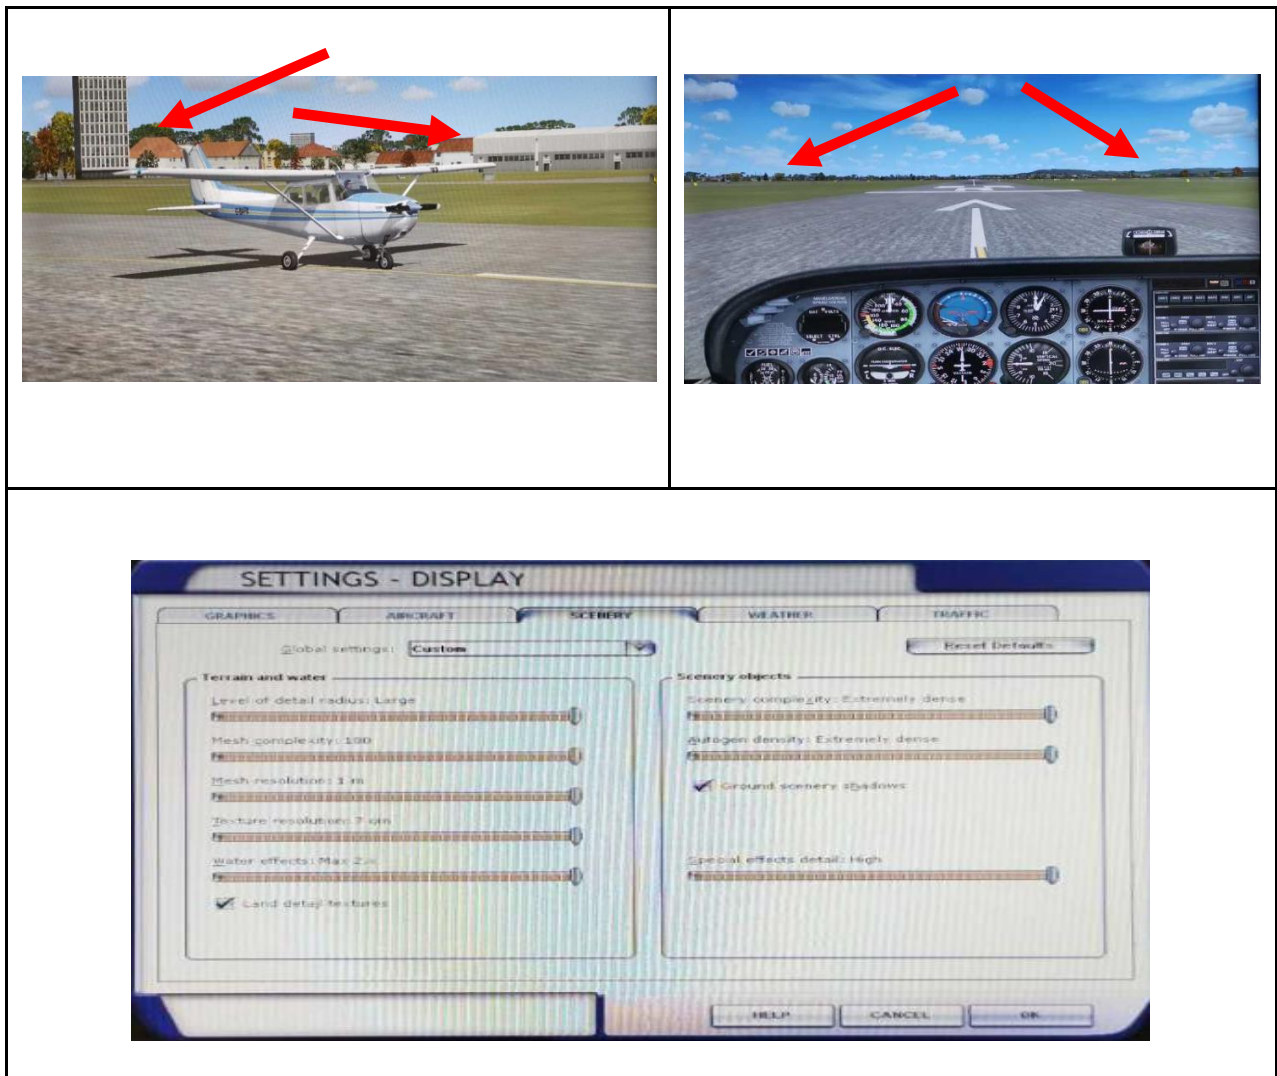 SETTINGS - DISPLAY
GRAPHICS
AIRCRAFT
SCENERY
WEATHER
TRAFFIC
Global settings: Custom
Reset Defaults
Terrain and water
Level of detail radius: Large
Mesh complexity: 100
Mesh resolution: 1 m
Texture resolution: 7 cm
Water effects: Max 2.x
Land detail textures
Scenery objects
Scenery complexity: Extremely dense
Autogen density: Extremely dense
Ground scenery shadows
Special effects detail: High
HELP
CANCEL
OK